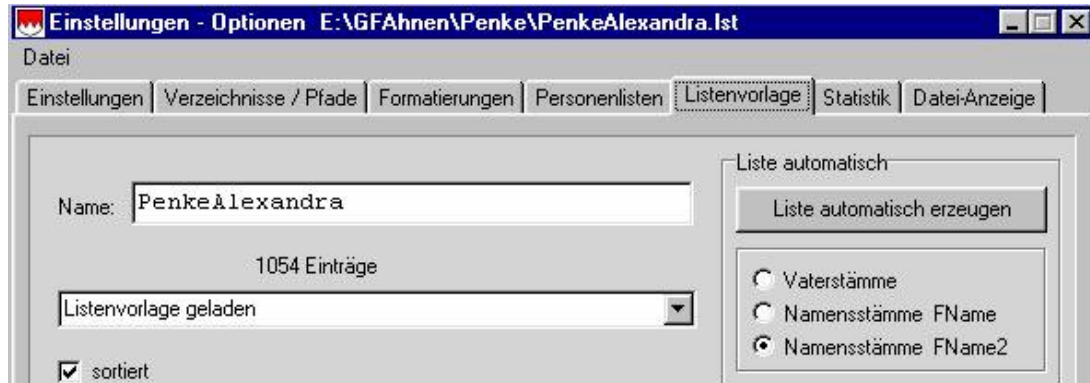 Einstellungen - Optionen E:\GFAhnen\Penke\PenkeAlexandra.lst
Datei
Einstellungen Verzeichnisse / Pfade Formatierungen Personenlisten Listenvorlage Statistik Datei-Anzeige
Name: PenkeAlexandra
1054 Einträge
Listenvorlage geladen
sortiert
Liste automatisch
Liste automatisch erzeugen
Vaterstämme
Namensstämme FName
Namensstämme FName2